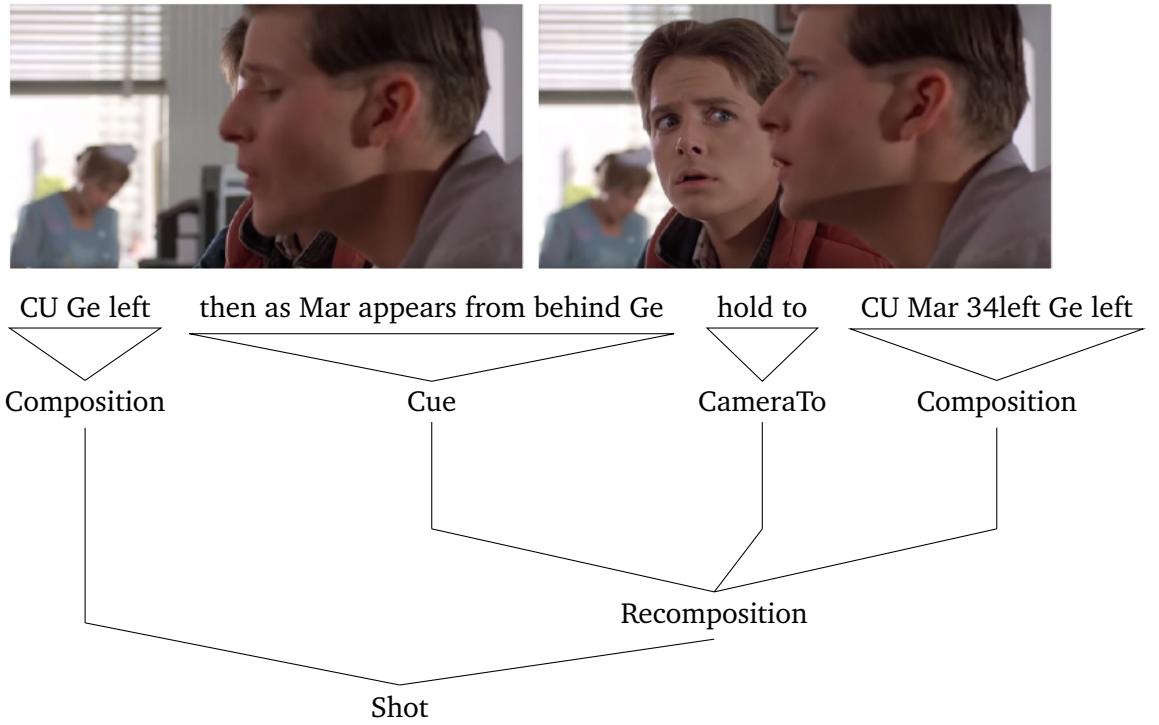 CU Ge left then as Mar appears from behind Ge hold to CU Mar 34left Ge left
Composition Cue CameraTo Composition
Recomposition
Shot